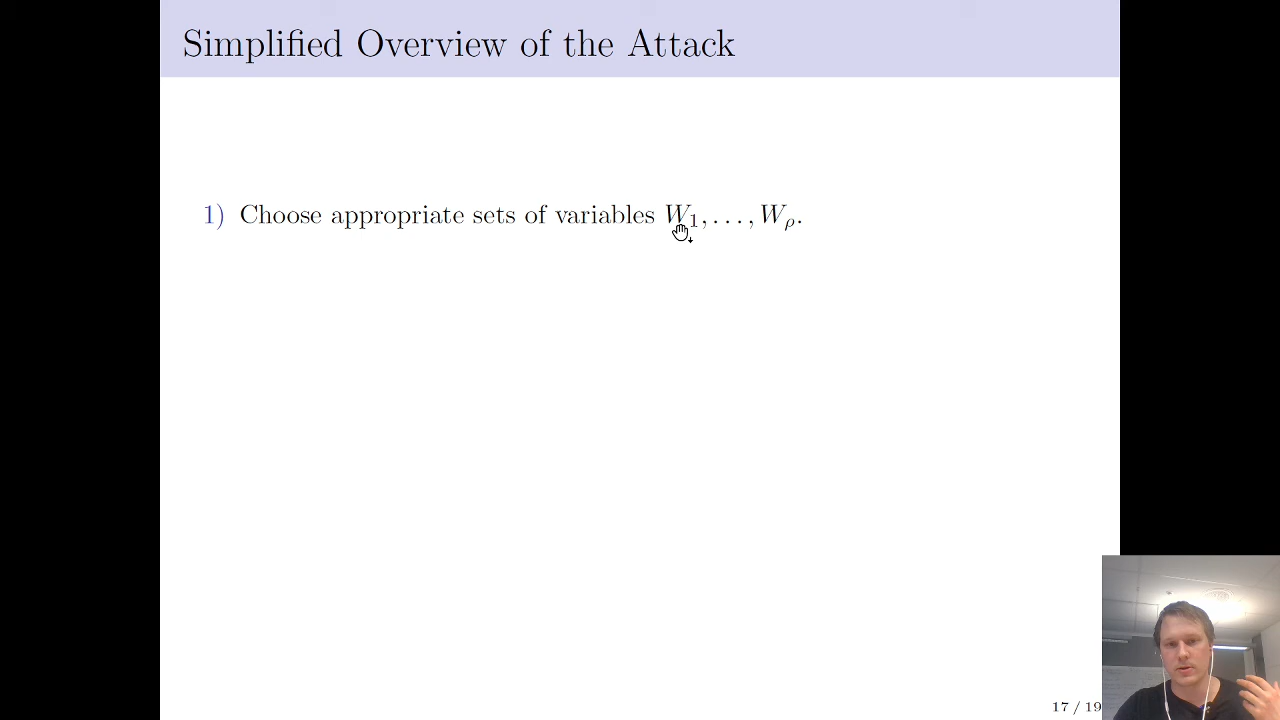 Simplified Overview of the Attack
1) Choose appropriate sets of variables W₁, . . . , Wᵨ.
17 / 19